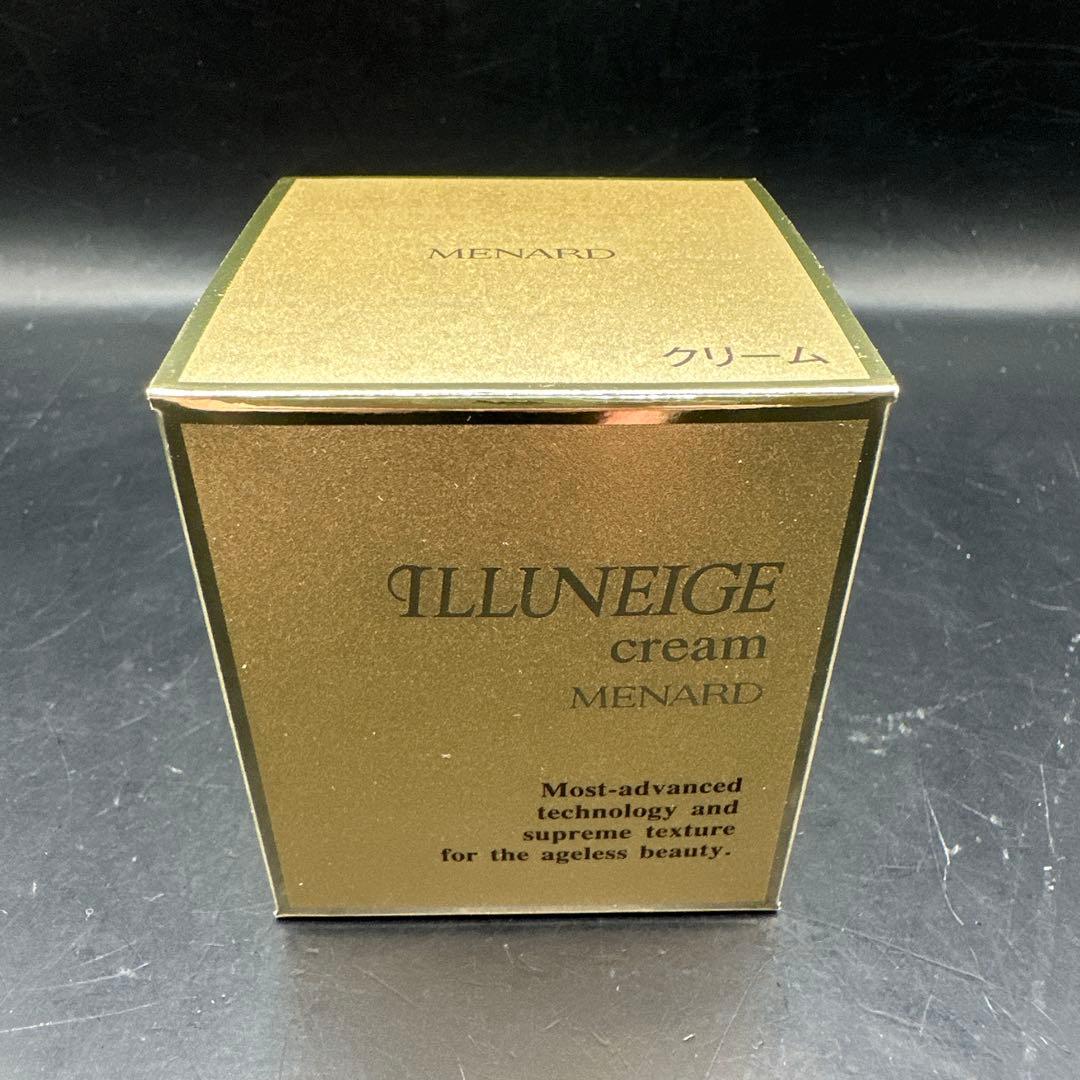 MENARD
クリーム
ILLUNEIGE
cream
MENARD
Most-advanced
technology and
supreme texture
for the ageless beauty.